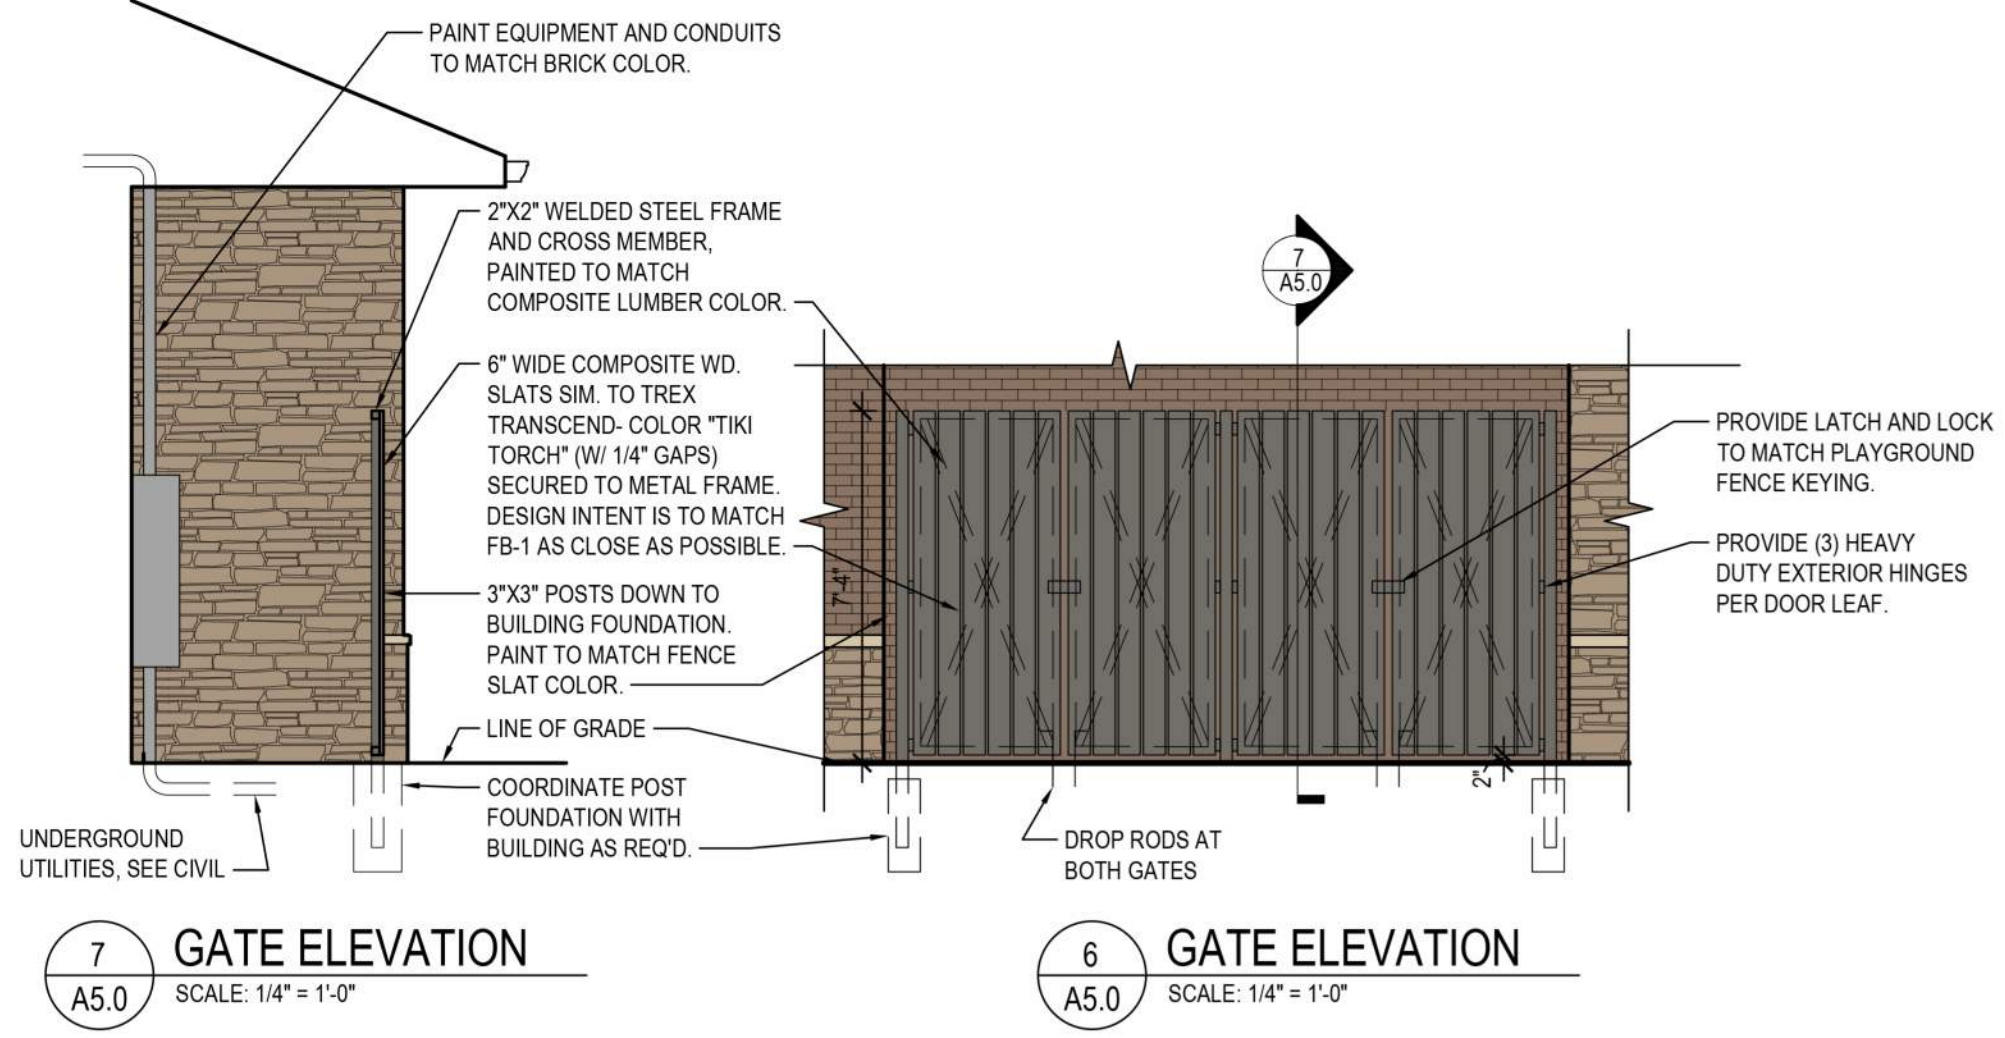 PAINT EQUIPMENT AND CONDUITS
TO MATCH BRICK COLOR.
2"X2" WELDED STEEL FRAME
AND CROSS MEMBER,
PAINTED TO MATCH
COMPOSITE LUMBER COLOR.
6" WIDE COMPOSITE WD.
SLATS SIM. TO TREX
TRANSCEND- COLOR "TIKI
TORCH" (W/ 1/4" GAPS)
SECURED TO METAL FRAME.
DESIGN INTENT IS TO MATCH
FB-1 AS CLOSE AS POSSIBLE.
3"X3" POSTS DOWN TO
BUILDING FOUNDATION.
PAINT TO MATCH FENCE
SLAT COLOR.
LINE OF GRADE
COORDINATE POST
FOUNDATION WITH
BUILDING AS REQ'D.
UNDERGROUND
UTILITIES, SEE CIVIL
7
A5.0
GATE ELEVATION
SCALE: 1/4" = 1'-0"
7
A5.0
7'-4"
2"
PROVIDE LATCH AND LOCK
TO MATCH PLAYGROUND
FENCE KEYING.
PROVIDE (3) HEAVY
DUTY EXTERIOR HINGES
PER DOOR LEAF.
DROP RODS AT
BOTH GATES
6
A5.0
GATE ELEVATION
SCALE: 1/4" = 1'-0"